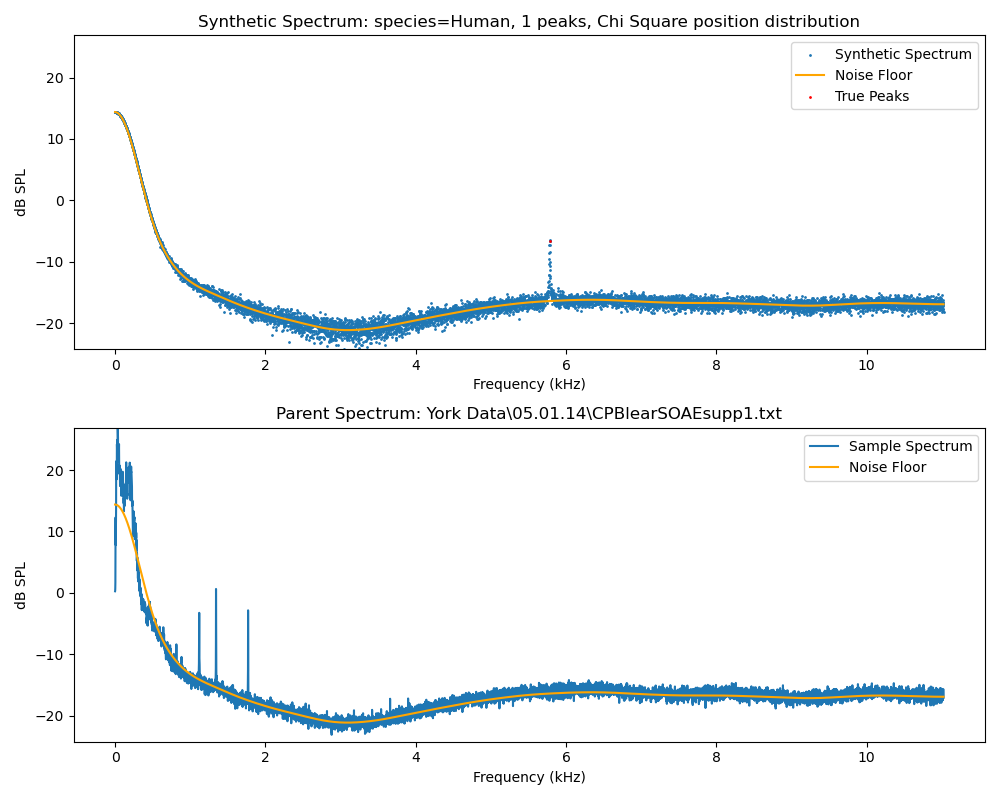 Synthetic Spectrum: species=Human, 1 peaks, Chi Square position distribution
20
10
0
−10
−20
dB SPL
Synthetic Spectrum
Noise Floor
True Peaks
0 2 4 6 8 10
Frequency (kHz)
Parent Spectrum: York Data\05.01.14\CPBlearSOAEsupp1.txt
20
10
0
−10
−20
dB SPL
Sample Spectrum
Noise Floor
0 2 4 6 8 10
Frequency (kHz)